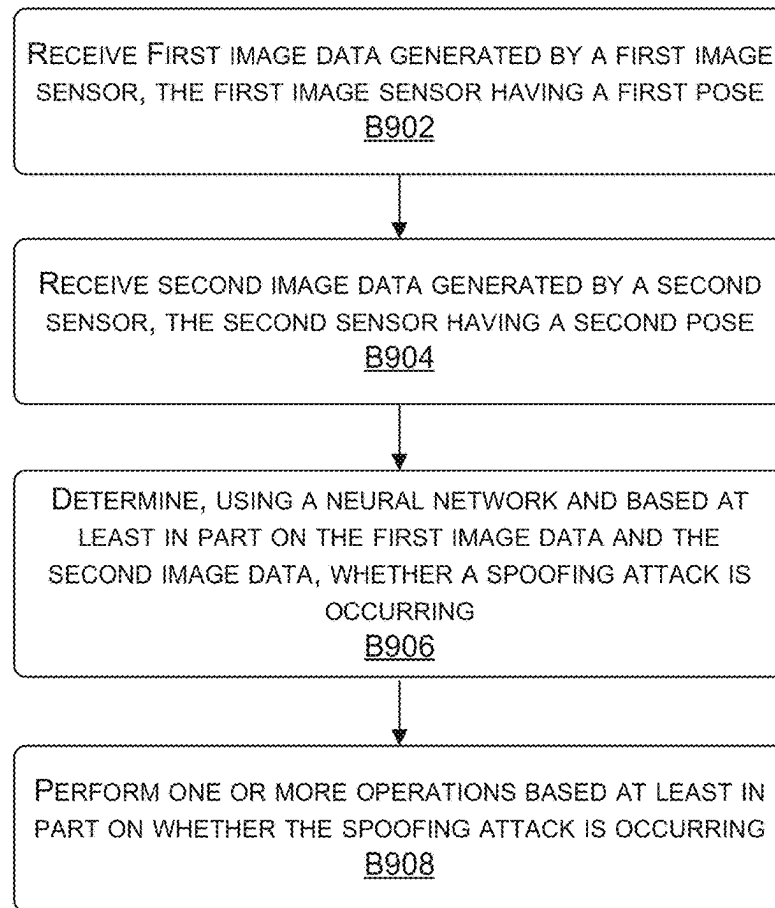 RECEIVE FIRST IMAGE DATA GENERATED BY A FIRST IMAGE
SENSOR, THE FIRST IMAGE SENSOR HAVING A FIRST POSE
B902
RECEIVE SECOND IMAGE DATA GENERATED BY A SECOND
SENSOR, THE SECOND SENSOR HAVING A SECOND POSE
B904
DETERMINE, USING A NEURAL NETWORK AND BASED AT
LEAST IN PART ON THE FIRST IMAGE DATA AND THE
SECOND IMAGE DATA, WHETHER A SPOOFING ATTACK IS
OCCURRING
B906
PERFORM ONE OR MORE OPERATIONS BASED AT LEAST IN
PART ON WHETHER THE SPOOFING ATTACK IS OCCURRING
B908